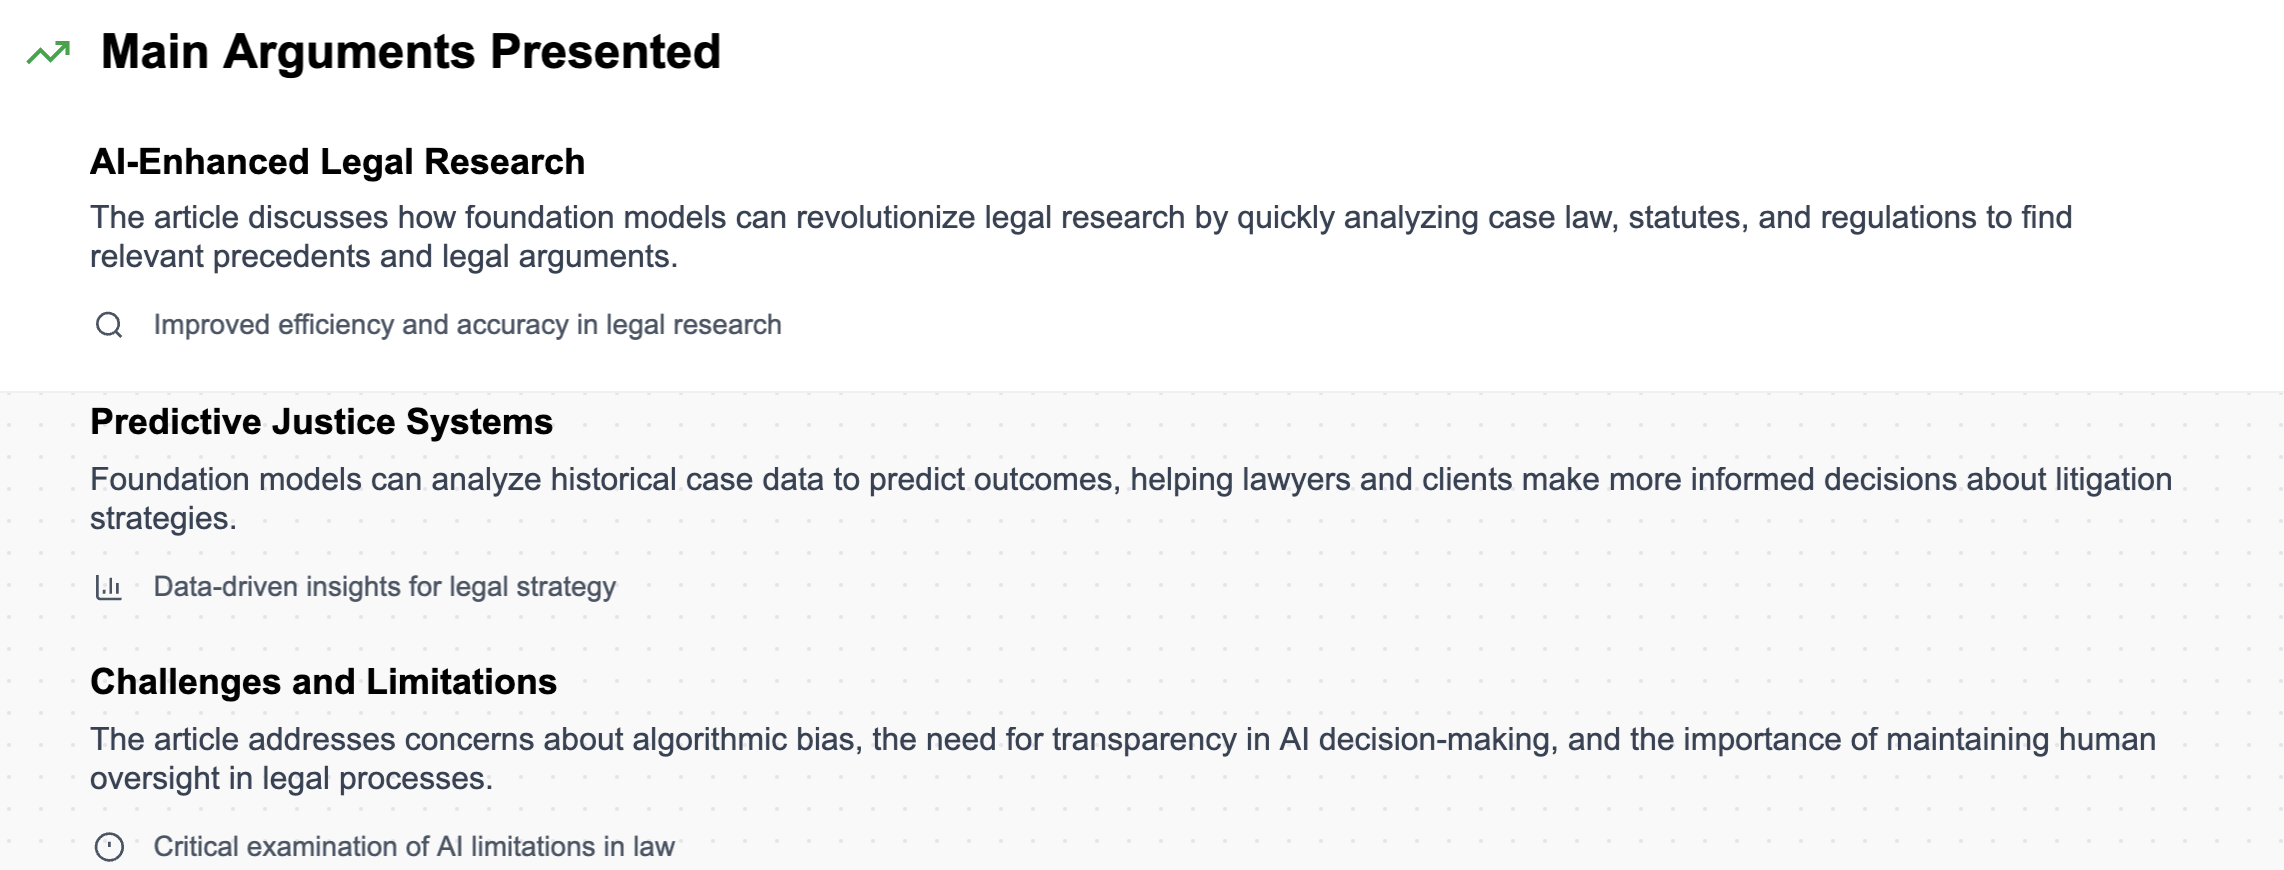 Main Arguments Presented
AI-Enhanced Legal Research
The article discusses how foundation models can revolutionize legal research by quickly analyzing case law, statutes, and regulations to find
relevant precedents and legal arguments.
Improved efficiency and accuracy in legal research
Predictive Justice Systems
Foundation models can analyze historical case data to predict outcomes, helping lawyers and clients make more informed decisions about litigation
strategies.
Data-driven insights for legal strategy
Challenges and Limitations
The article addresses concerns about algorithmic bias, the need for transparency in AI decision-making, and the importance of maintaining human
oversight in legal processes.
Critical examination of AI limitations in law